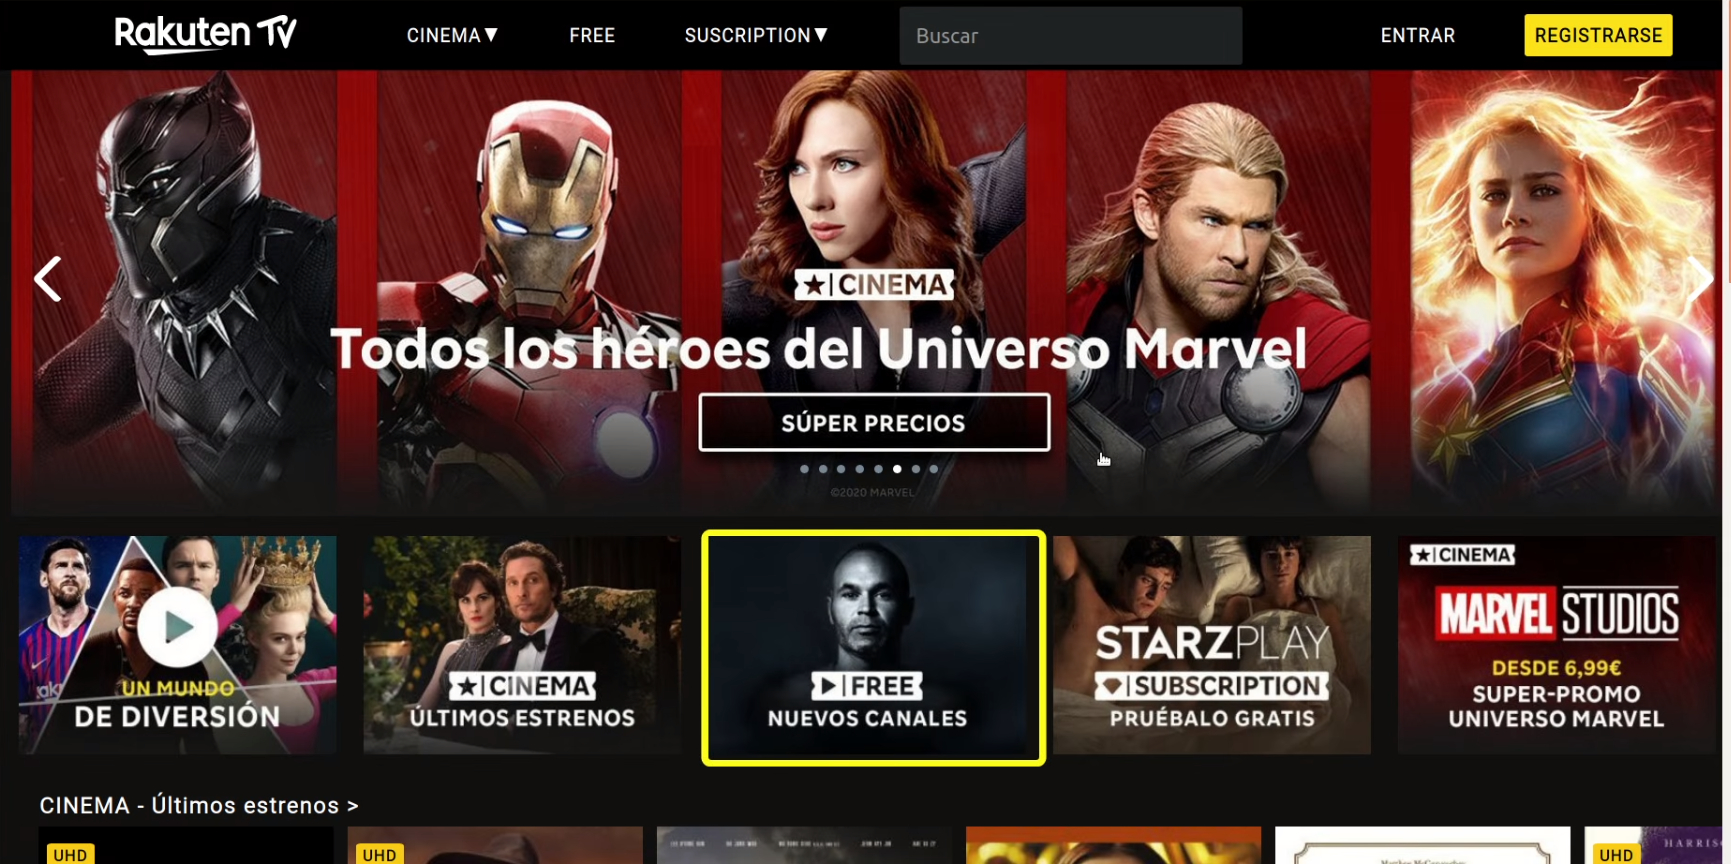 Rakuten TV
CINEMA▼
FREE
SUSCRIPTION▼
Buscar
ENTRAR
REGISTRARSE
★|CINEMA
Todos los héroes del Universo Marvel
SÚPER PRECIOS
©2020 MARVEL
UN MUNDO
DE DIVERSIÓN
★|CINEMA
ÚLTIMOS ESTRENOS
|FREE
NUEVOS CANALES
STARZPLAY
|SUBSCRIPTION
PRUÉBALO GRATIS
★|CINEMA
MARVEL STUDIOS
DESDE 6,99€
SUPER-PROMO
UNIVERSO MARVEL
CINEMA - Últimos estrenos >
UHD
UHD
UHD